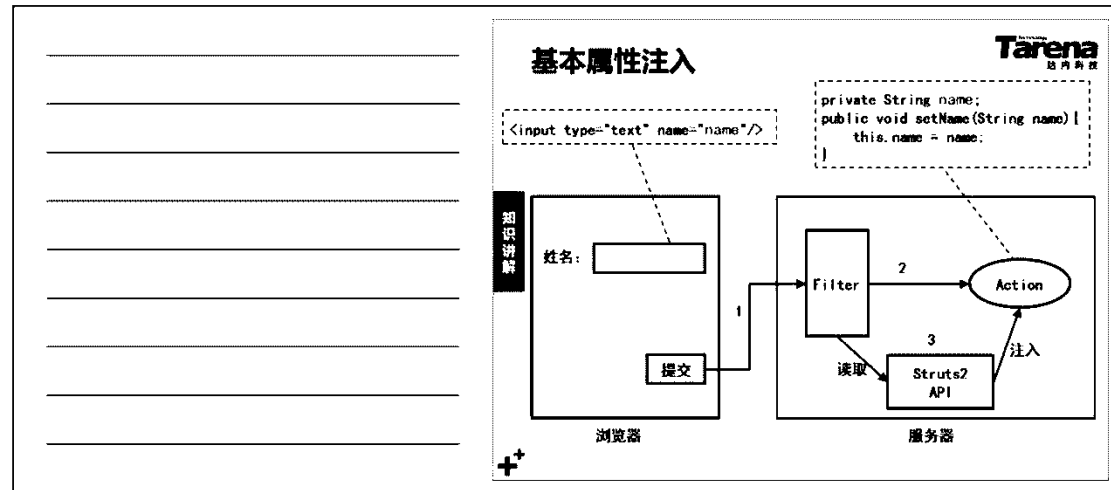 基本属性注入
Tarena
达内科技
<input type="text" name="name"/>
private String name;
public void setName(String name){
this.name = name;
}
知识讲解
姓名：
提交
浏览器
1
Filter
2
Action
3
读取
Struts2
API
注入
服务器